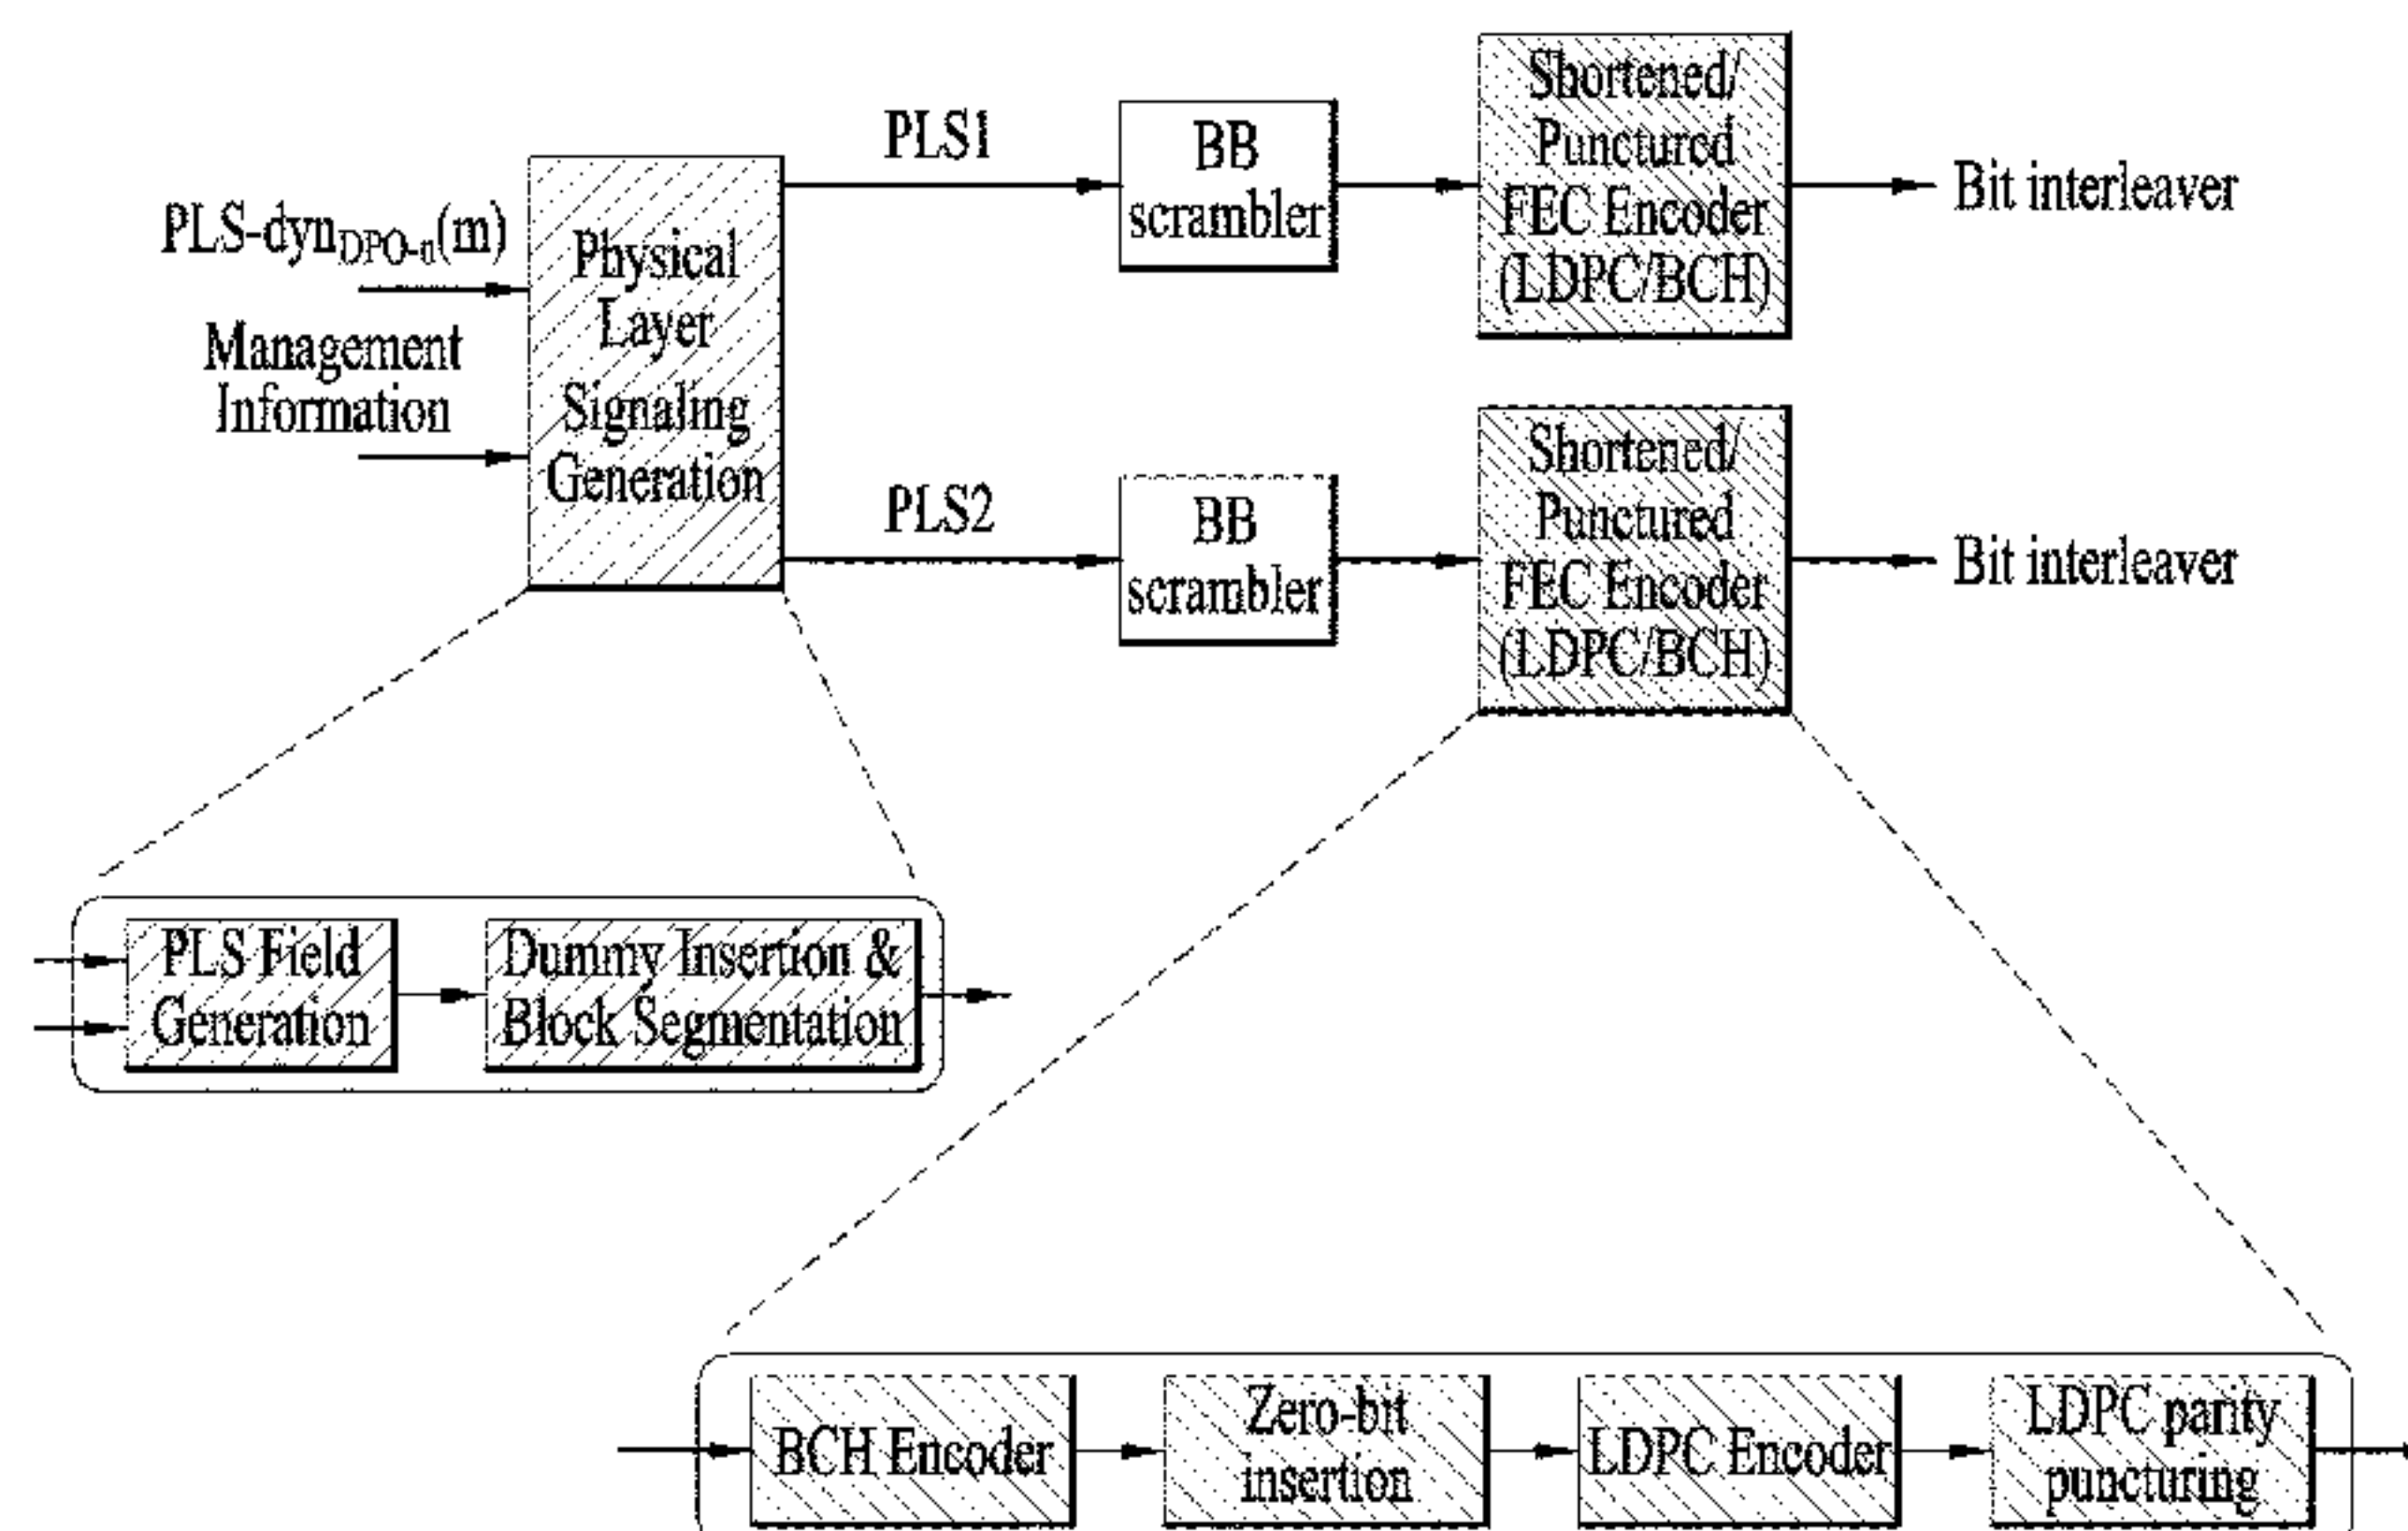 PLS-dynDPO-n(m)
Management
Information
Physical
Layer
Signaling
Generation
PLS1
BB
scrambler
Shortened/
Punctured
FEC Encoder
(LDPC/BCH)
Bit interleaver
PLS2
BB
scrambler
Shortened/
Punctured
FEC Encoder
(LDPC/BCH)
Bit interleaver
PLS Field
Generation
Dummy Insertion &
Block Segmentation
BCH Encoder
Zero-bit
insertion
LDPC Encoder
LDPC parity
puncturing